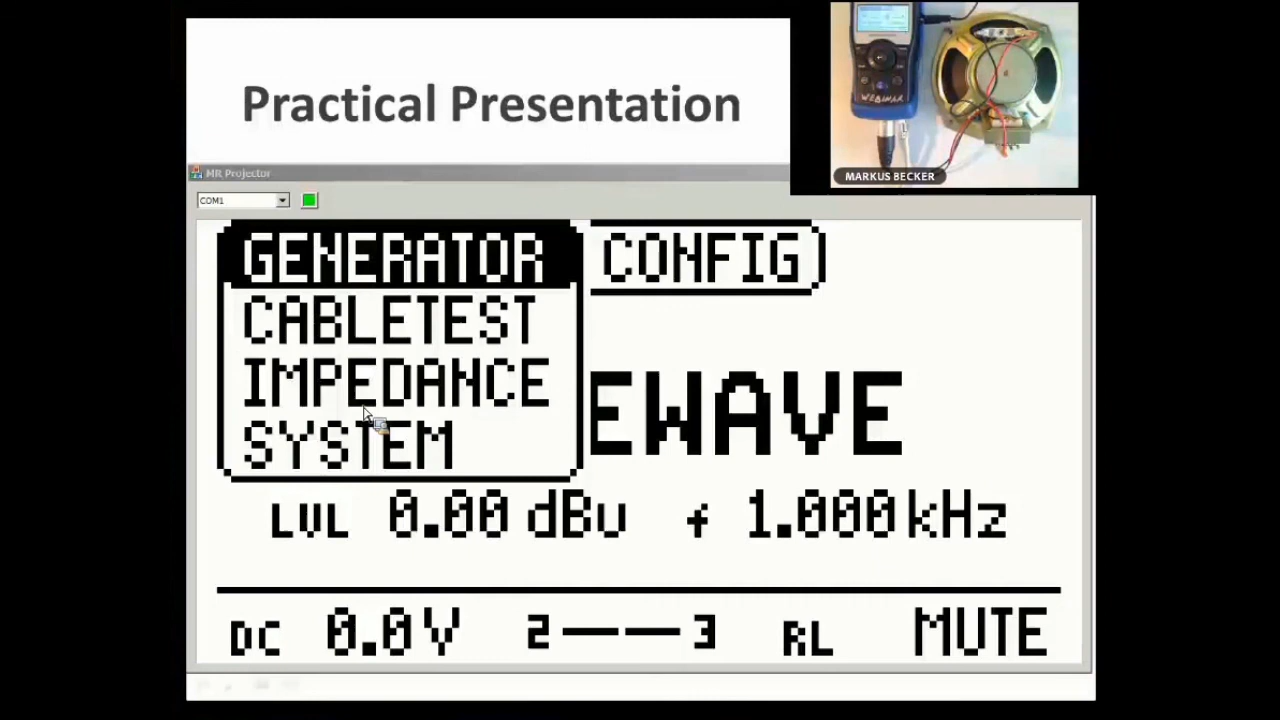 Practical Presentation
WEBINAR
MARKUS BECKER
MR Projector
COM1
GENERATOR
CONFIG
CABLETEST
IMPEDANCE
EWAVE
SYSTEM
LVL 0.00 dBu f 1.000 kHz
DC 0.0V 2 — — 3 RL MUTE